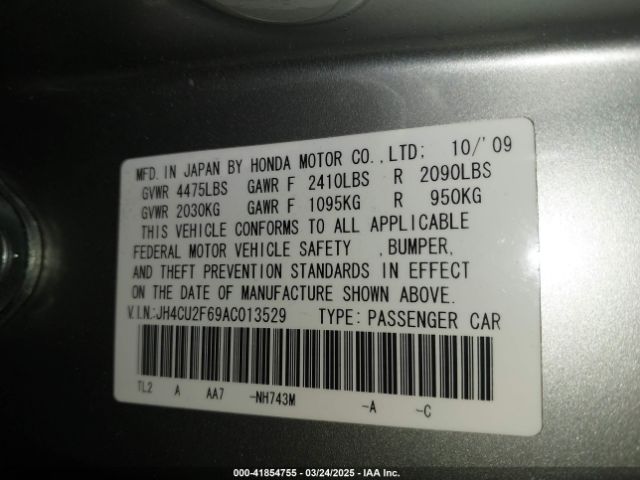 MFD. IN JAPAN BY HONDA MOTOR CO.,LTD; 10/'09
GVWR 4475LBS GAWR F 2410LBS R 2090LBS
GVWR 2030KG GAWR F 1095KG R 950KG
THIS VEHICLE CONFORMS TO ALL APPLICABLE
FEDERAL MOTOR VEHICLE SAFETY , BUMPER,
AND THEFT PREVENTION STANDARDS IN EFFECT
ON THE DATE OF MANUFACTURE SHOWN ABOVE.
V.I.N.:JH4CU2F69AC013529 TYPE: PASSENGER CAR
TL2 A AA7 -NH743M -A -C
000-41854755 - 03/24/2025 - IAA Inc.